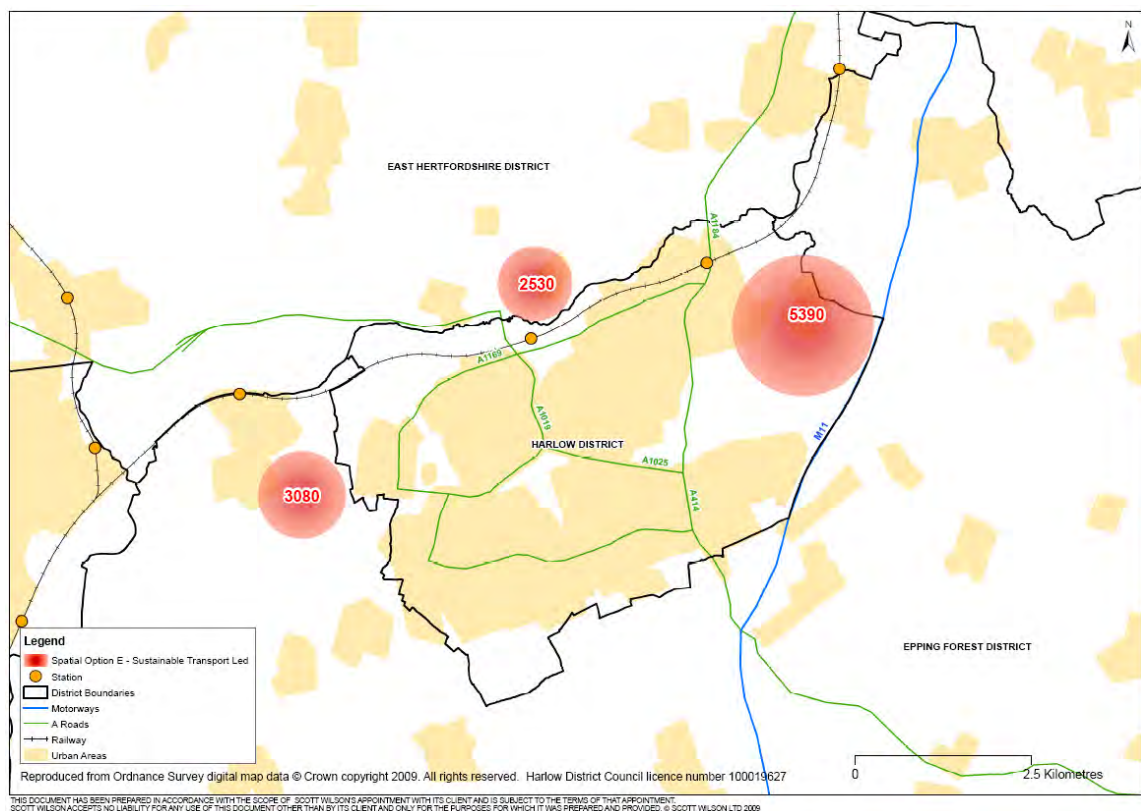 N
EAST HERTFORDSHIRE DISTRICT
A1184
2530
5390
A1169
A1019
HARLOW DISTRICT
M11
A1025
3080
A414
EPPING FOREST DISTRICT
Legend
Spatial Option E - Sustainable Transport Led
Station
District Boundaries
Motorways
A Roads
Railway
Urban Areas
0 2.5 Kilometres
Reproduced from Ordnance Survey digital map data © Crown copyright 2009. All rights reserved. Harlow District Council licence number 100019627
THIS DOCUMENT HAS BEEN PREPARED IN ACCORDANCE WITH THE SCOPE OF SCOTT WILSON'S APPOINTMENT WITH ITS CLIENT AND IS SUBJECT TO THE TERMS OF THAT APPOINTMENT.
SCOTT WILSON ACCEPTS NO LIABILITY FOR ANY USE OF THIS DOCUMENT OTHER THAN BY ITS CLIENT AND ONLY FOR THE PURPOSES FOR WHICH IT WAS PREPARED AND PROVIDED. © SCOTT WILSON LTD 2009